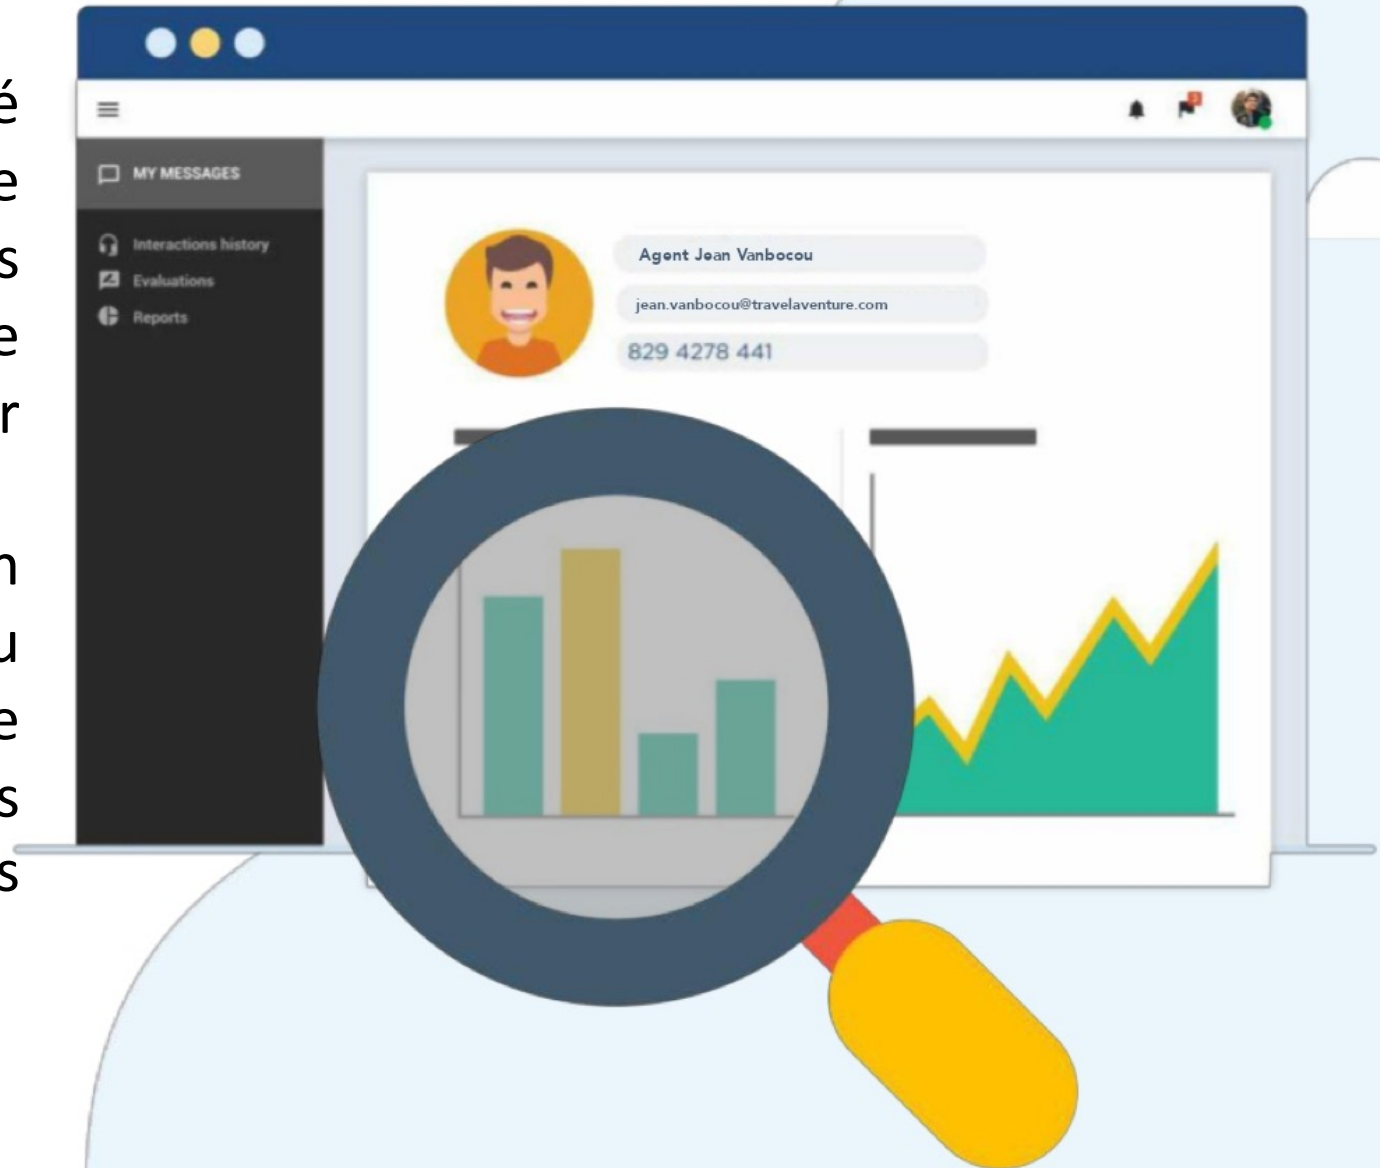 é
e
s
e
r
n
u
e
s
s
MY MESSAGES
Interactions history
Evaluations
Reports
Agent Jean Vanbocou
jean.vanbocou@travelaventure.com
829 4278 441